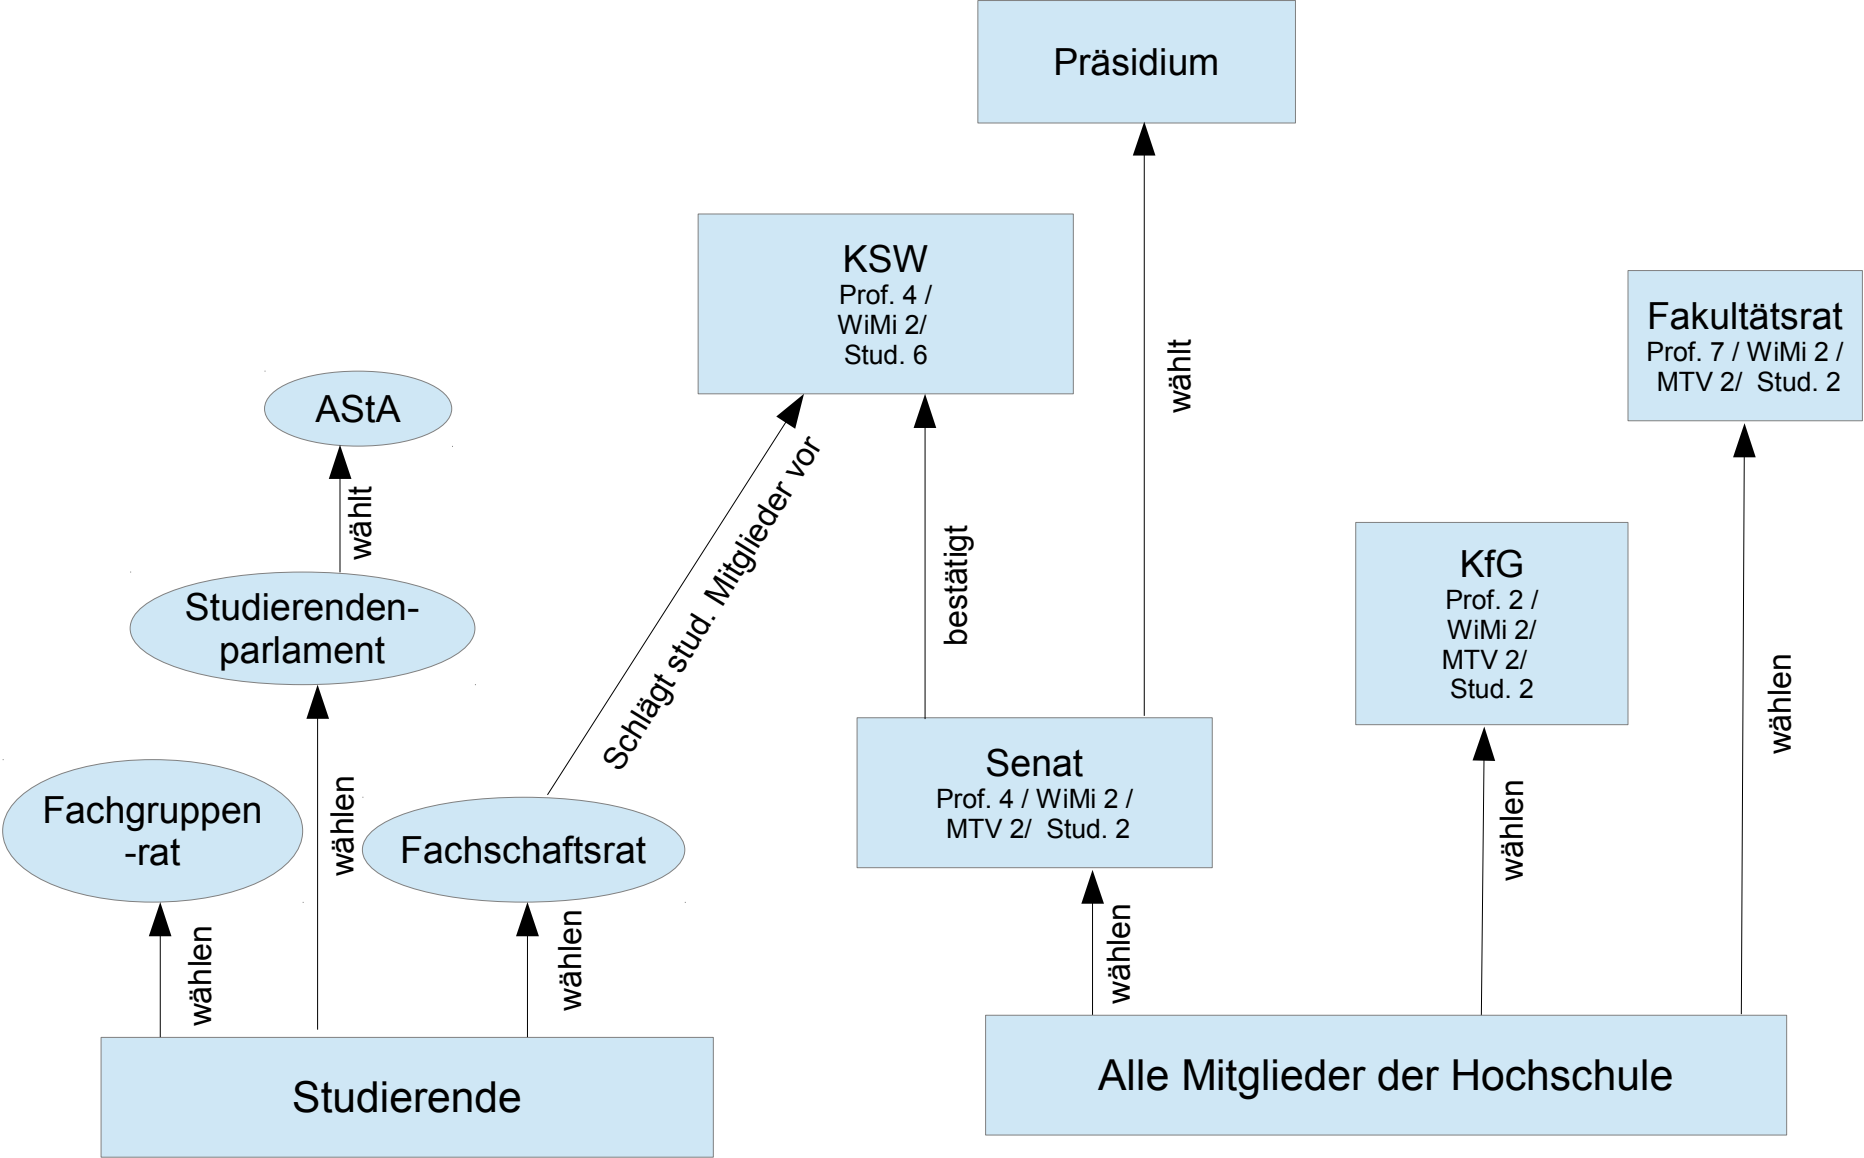 Präsidium
wählt
KSW
Prof. 4 /
WiMi 2/
Stud. 6
Fakultätsrat
Prof. 7 / WiMi 2 /
MTV 2/ Stud. 2
AStA
wählt
Schlägt stud. Mitglieder vor
bestätigt
KfG
Prof. 2 /
WiMi 2/
MTV 2/
Stud. 2
wählen
Studierenden-
parlament
wählen
Fachgruppen
-rat
Fachschaftsrat
Senat
Prof. 4 / WiMi 2 /
MTV 2/ Stud. 2
wählen
wählen
wählen
wählen
Studierende
Alle Mitglieder der Hochschule